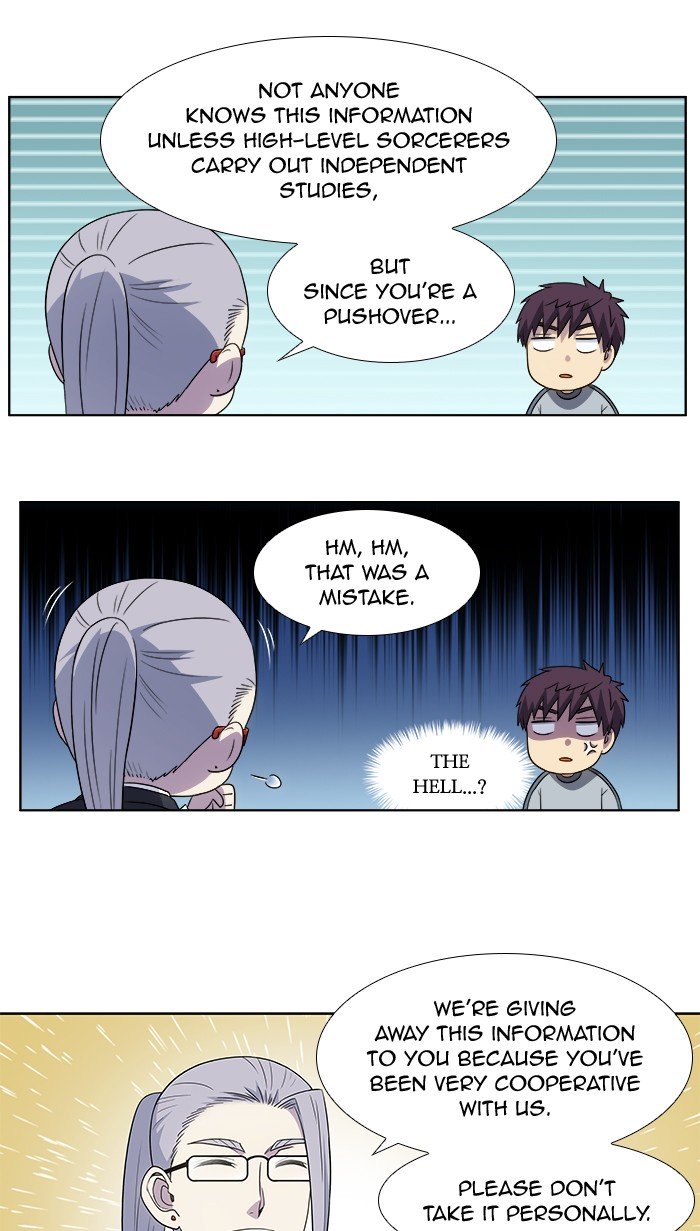 NOT ANYONE
KNOWS THIS INFORMATION
UNLESS HIGH-LEVEL SORCERERS
CARRY OUT INDEPENDENT
STUDIES,
BUT
SINCE YOU'RE A
PUSHOVER...
HM, HM,
THAT WAS A
MISTAKE.
THE
HELL...?
WE'RE GIVING
AWAY THIS INFORMATION
TO YOU BECAUSE YOU'VE
BEEN VERY COOPERATIVE
WITH US.
PLEASE DON'T
TAKE IT PERSONALLY.